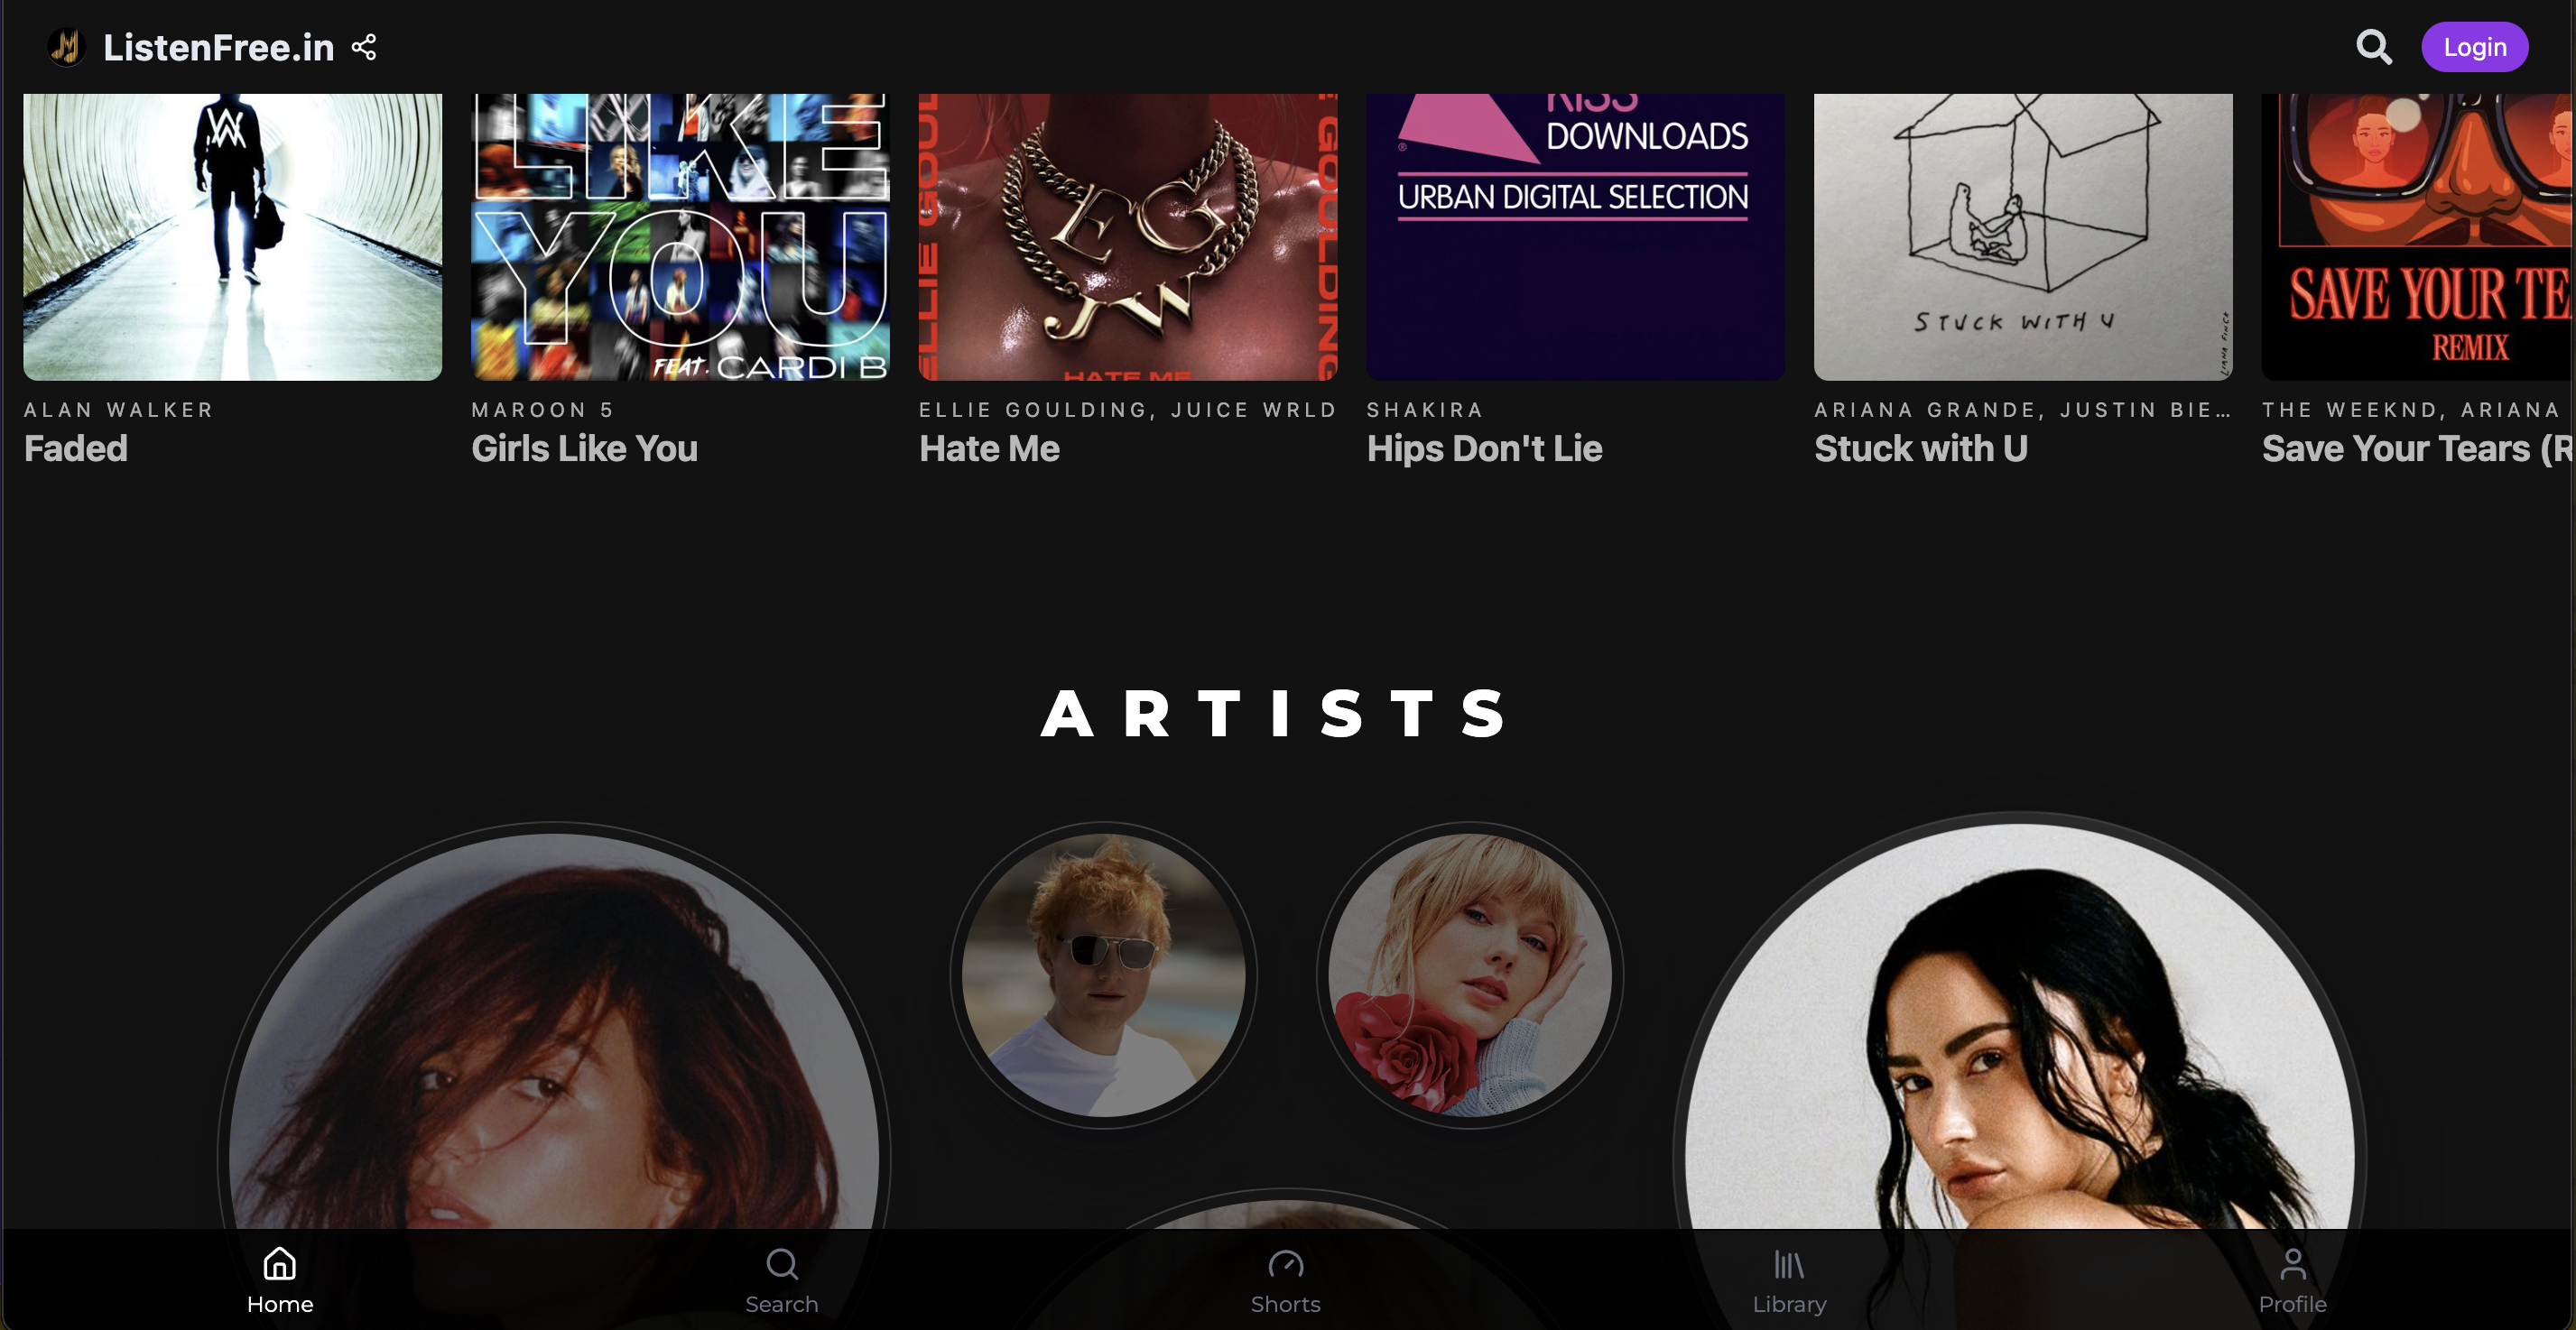 ListenFree.in
Login
LIKE
YOU
FEAT. CARDI B
ELLIE GOUL
EG
JW
GOULDING
HATE ME
KISS
DOWNLOADS
URBAN DIGITAL SELECTION
STUCK WITH U
LIANA FINCK
SAVE YOUR TE
REMIX
ALAN WALKER
Faded
MAROON 5
Girls Like You
ELLIE GOULDING, JUICE WRLD
Hate Me
SHAKIRA
Hips Don't Lie
ARIANA GRANDE, JUSTIN BIE...
Stuck with U
THE WEEKND, ARIANA
Save Your Tears (R
ARTISTS
Home
Search
Shorts
Library
Profile